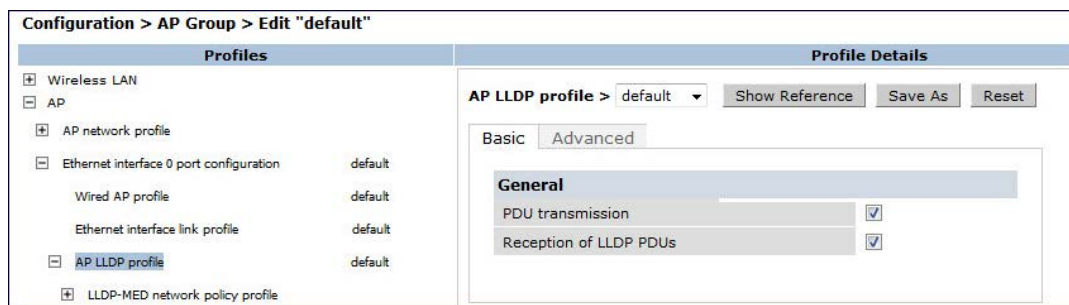 Configuration > AP Group > Edit "default"
Profiles
Profile Details
Wireless LAN
AP
AP network profile
Ethernet interface 0 port configuration default
Wired AP profile default
Ethernet interface link profile default
AP LLDP profile default
LLDP-MED network policy profile
AP LLDP profile > default Show Reference Save As Reset
Basic Advanced
General
PDU transmission
Reception of LLDP PDUs